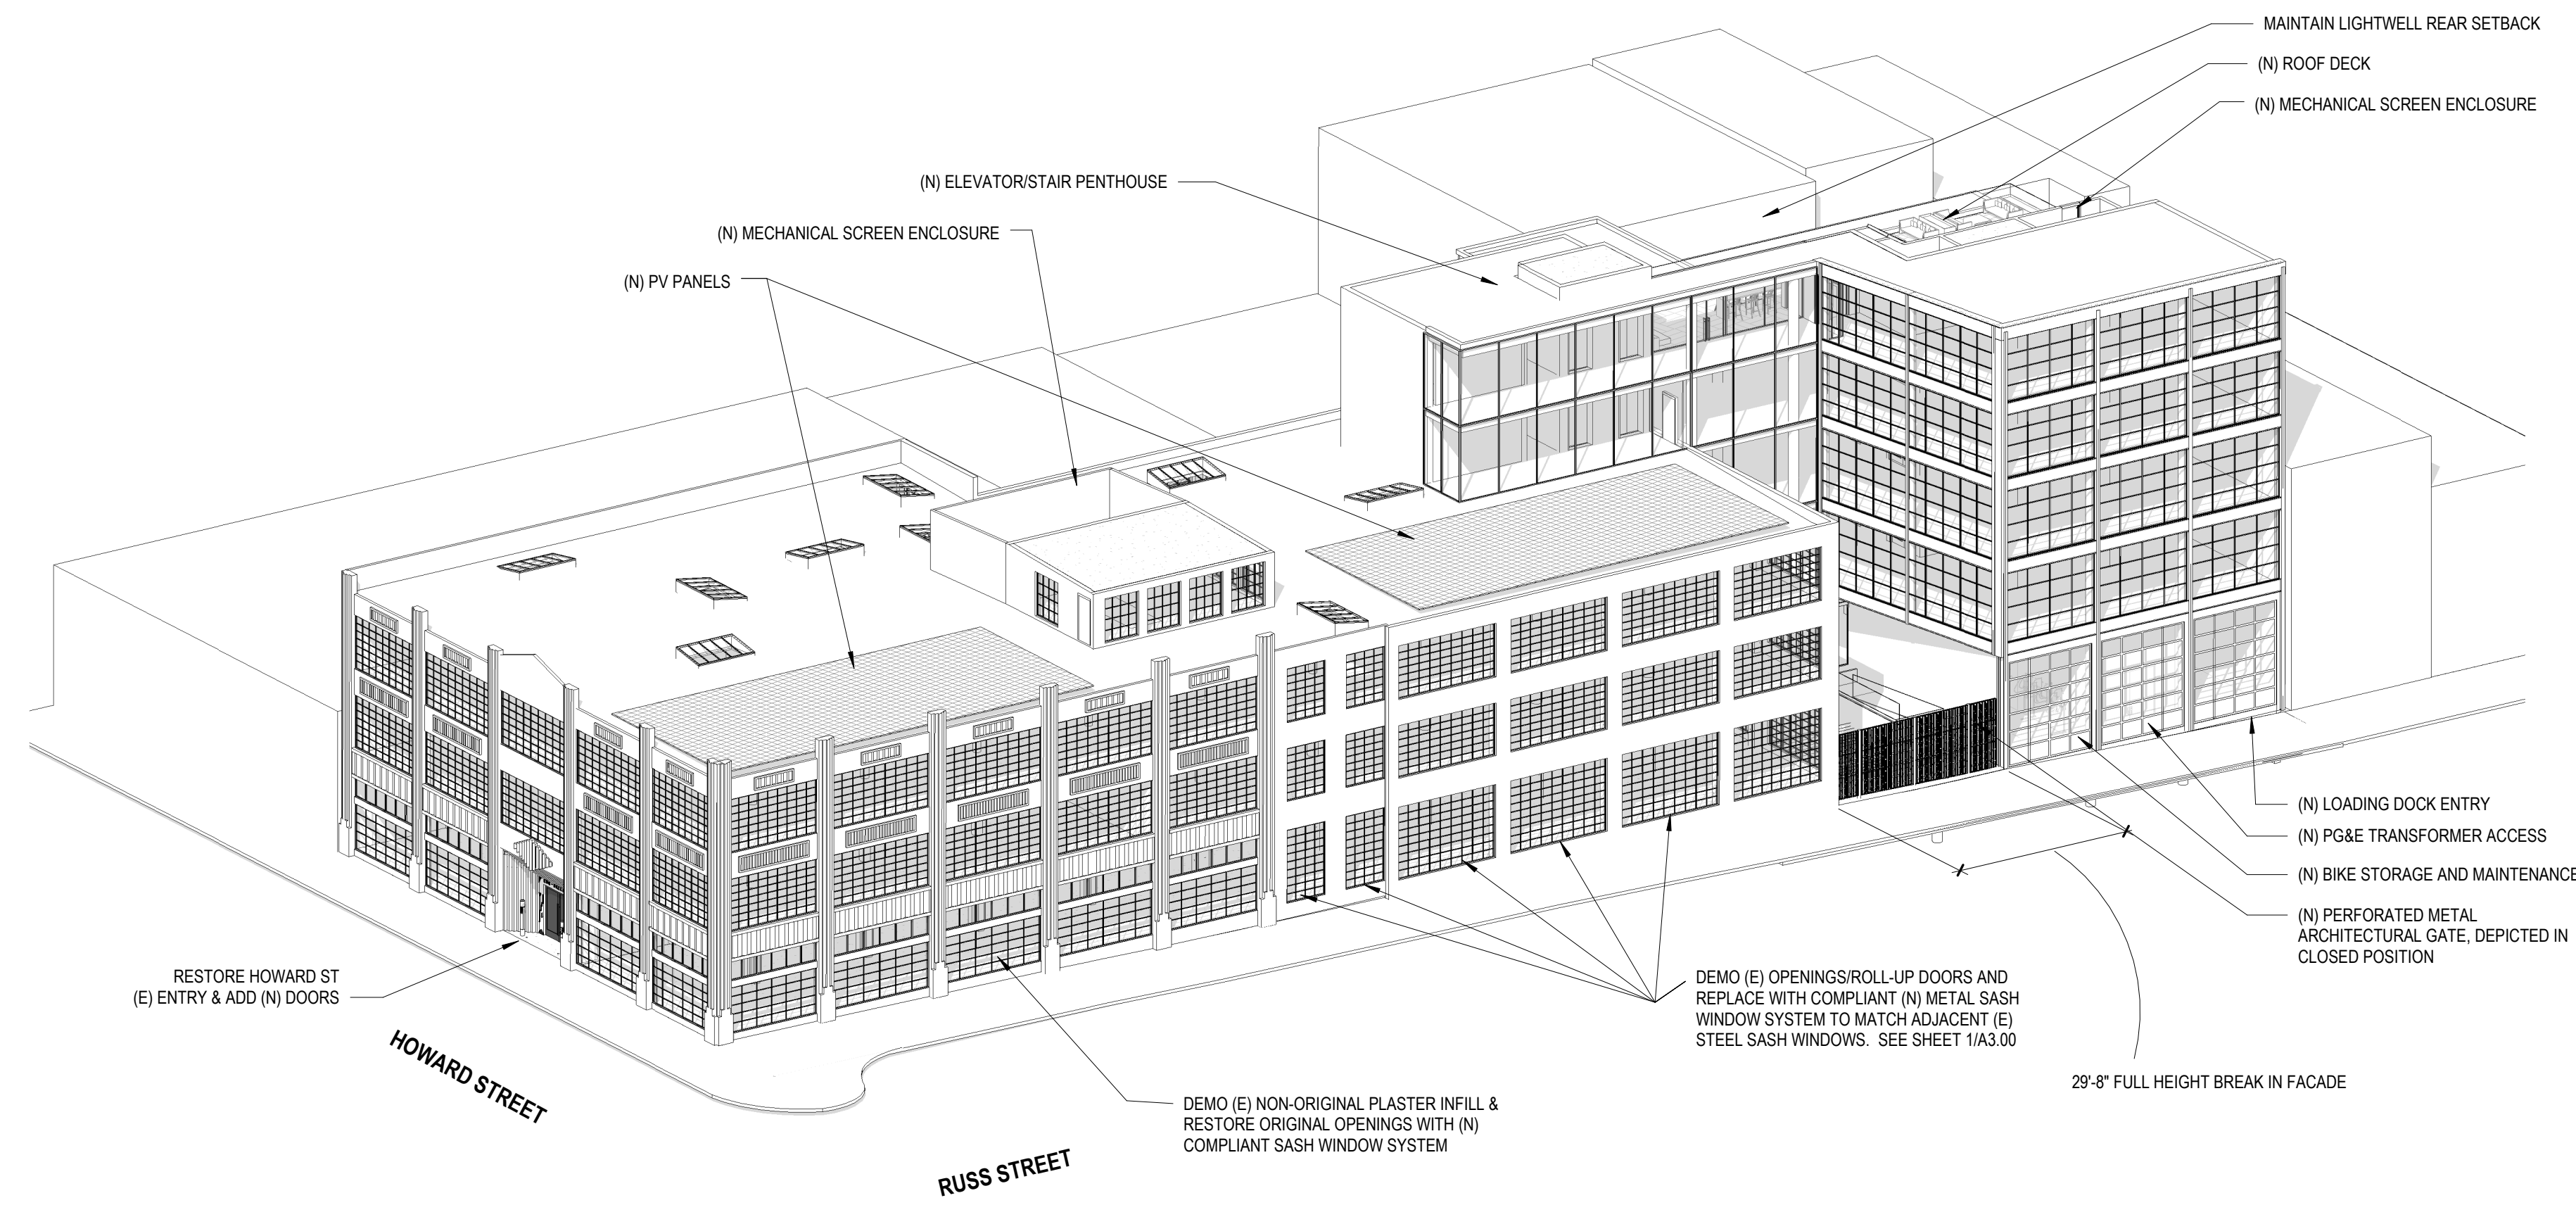 MAINTAIN LIGHTWELL REAR SETBACK
(N) ROOF DECK
(N) MECHANICAL SCREEN ENCLOSURE
(N) ELEVATOR/STAIR PENTHOUSE
(N) MECHANICAL SCREEN ENCLOSURE
(N) PV PANELS
(N) LOADING DOCK ENTRY
(N) PG&E TRANSFORMER ACCESS
(N) BIKE STORAGE AND MAINTENANCE
(N) PERFORATED METAL
ARCHITECTURAL GATE, DEPICTED IN
CLOSED POSITION
RESTORE HOWARD ST
(E) ENTRY & ADD (N) DOORS
DEMO (E) OPENINGS/ROLL-UP DOORS AND
REPLACE WITH COMPLIANT (N) METAL SASH
WINDOW SYSTEM TO MATCH ADJACENT (E)
STEEL SASH WINDOWS. SEE SHEET 1/A3.00
HOWARD STREET
29'-8" FULL HEIGHT BREAK IN FACADE
DEMO (E) NON-ORIGINAL PLASTER INFILL &
RESTORE ORIGINAL OPENINGS WITH (N)
COMPLIANT SASH WINDOW SYSTEM
RUSS STREET